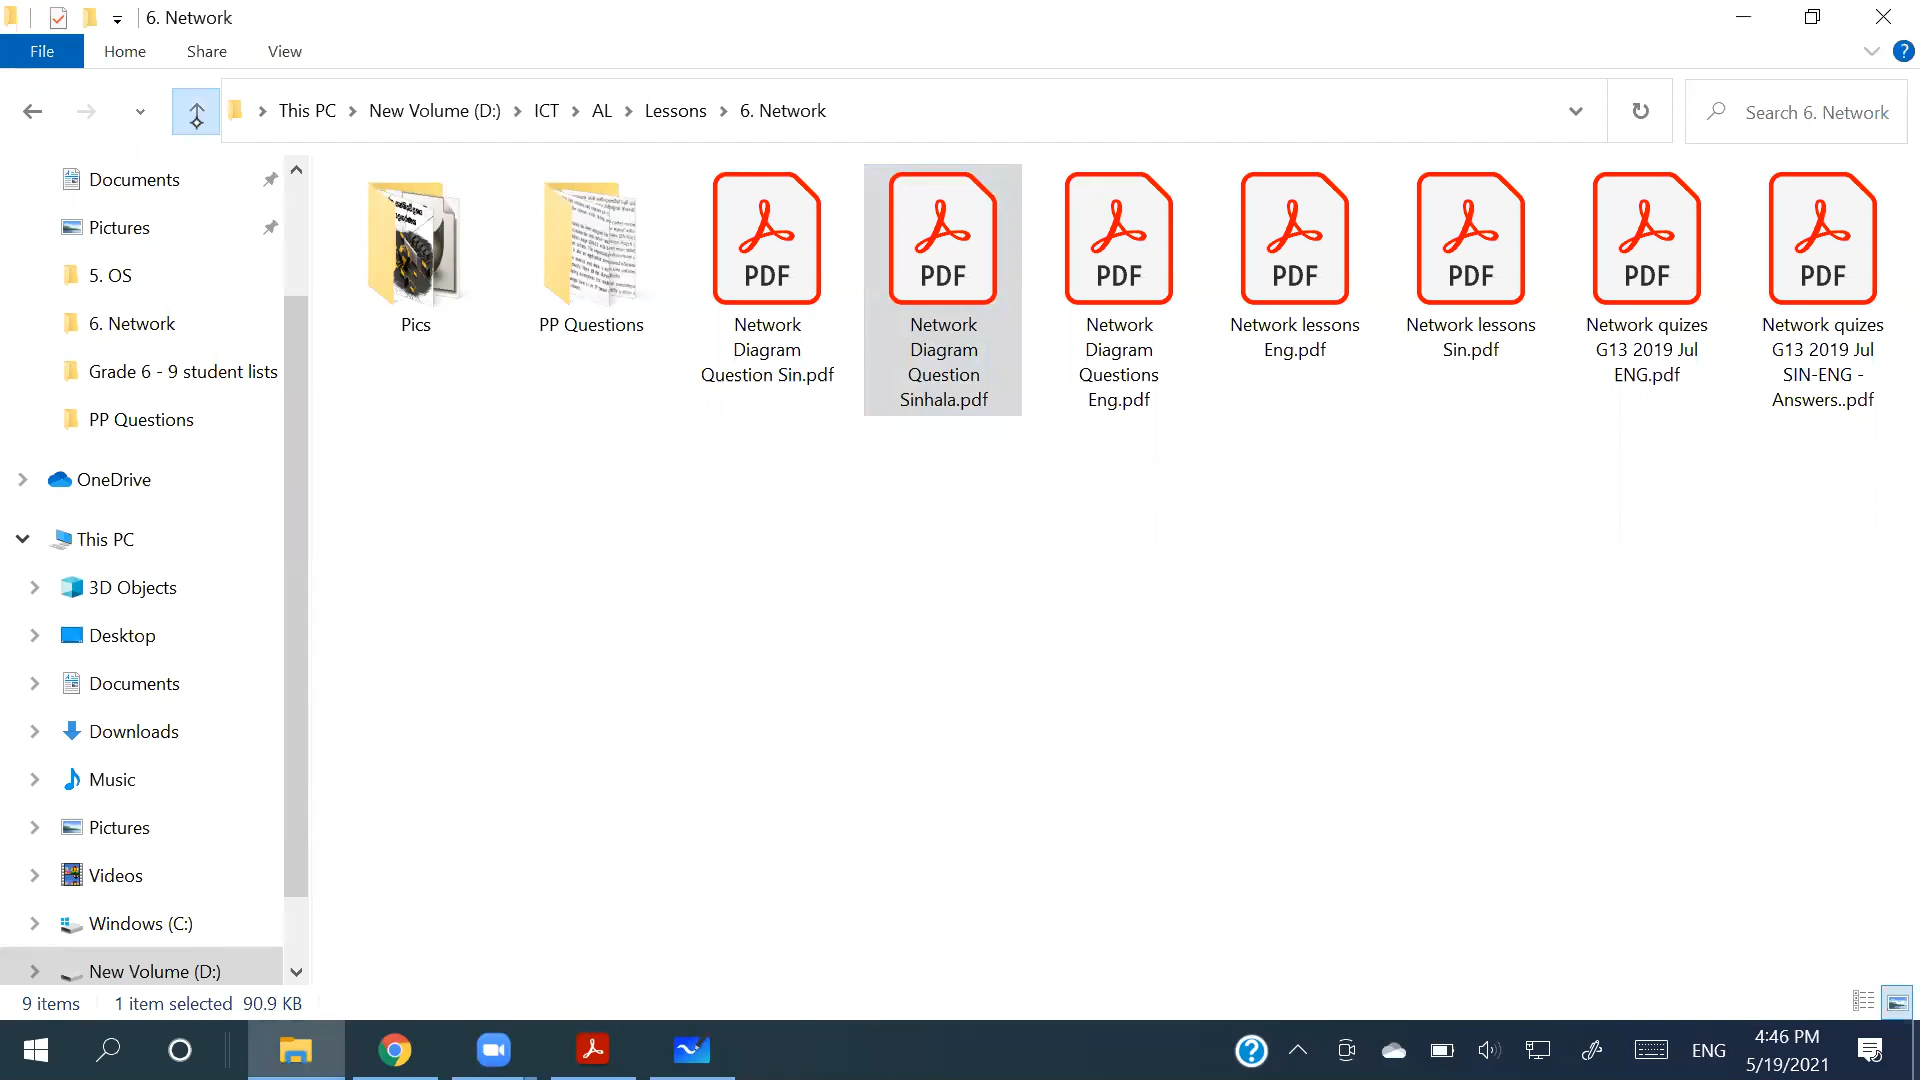 6. Network
File
Home
Share
View
This PC
New Volume (D:)
ICT
AL
Lessons
6. Network
Search 6. Network
Documents
Pictures
5. OS
6. Network
Grade 6 - 9 student lists
PP Questions
OneDrive
This PC
3D Objects
Desktop
Documents
Downloads
Music
Pictures
Videos
Windows (C:)
New Volume (D:)
Pics
PP Questions
PDF
Network
Diagram
Question Sin.pdf
PDF
Network
Diagram
Question
Sinhala.pdf
PDF
Network
Diagram
Questions
Eng.pdf
PDF
Network lessons
Eng.pdf
PDF
Network lessons
Sin.pdf
PDF
Network quizes
G13 2019 Jul
ENG.pdf
PDF
Network quizes
G13 2019 Jul
SIN-ENG -
Answers..pdf
9 items
1 item selected 90.9 KB
ENG
4:46 PM
5/19/2021